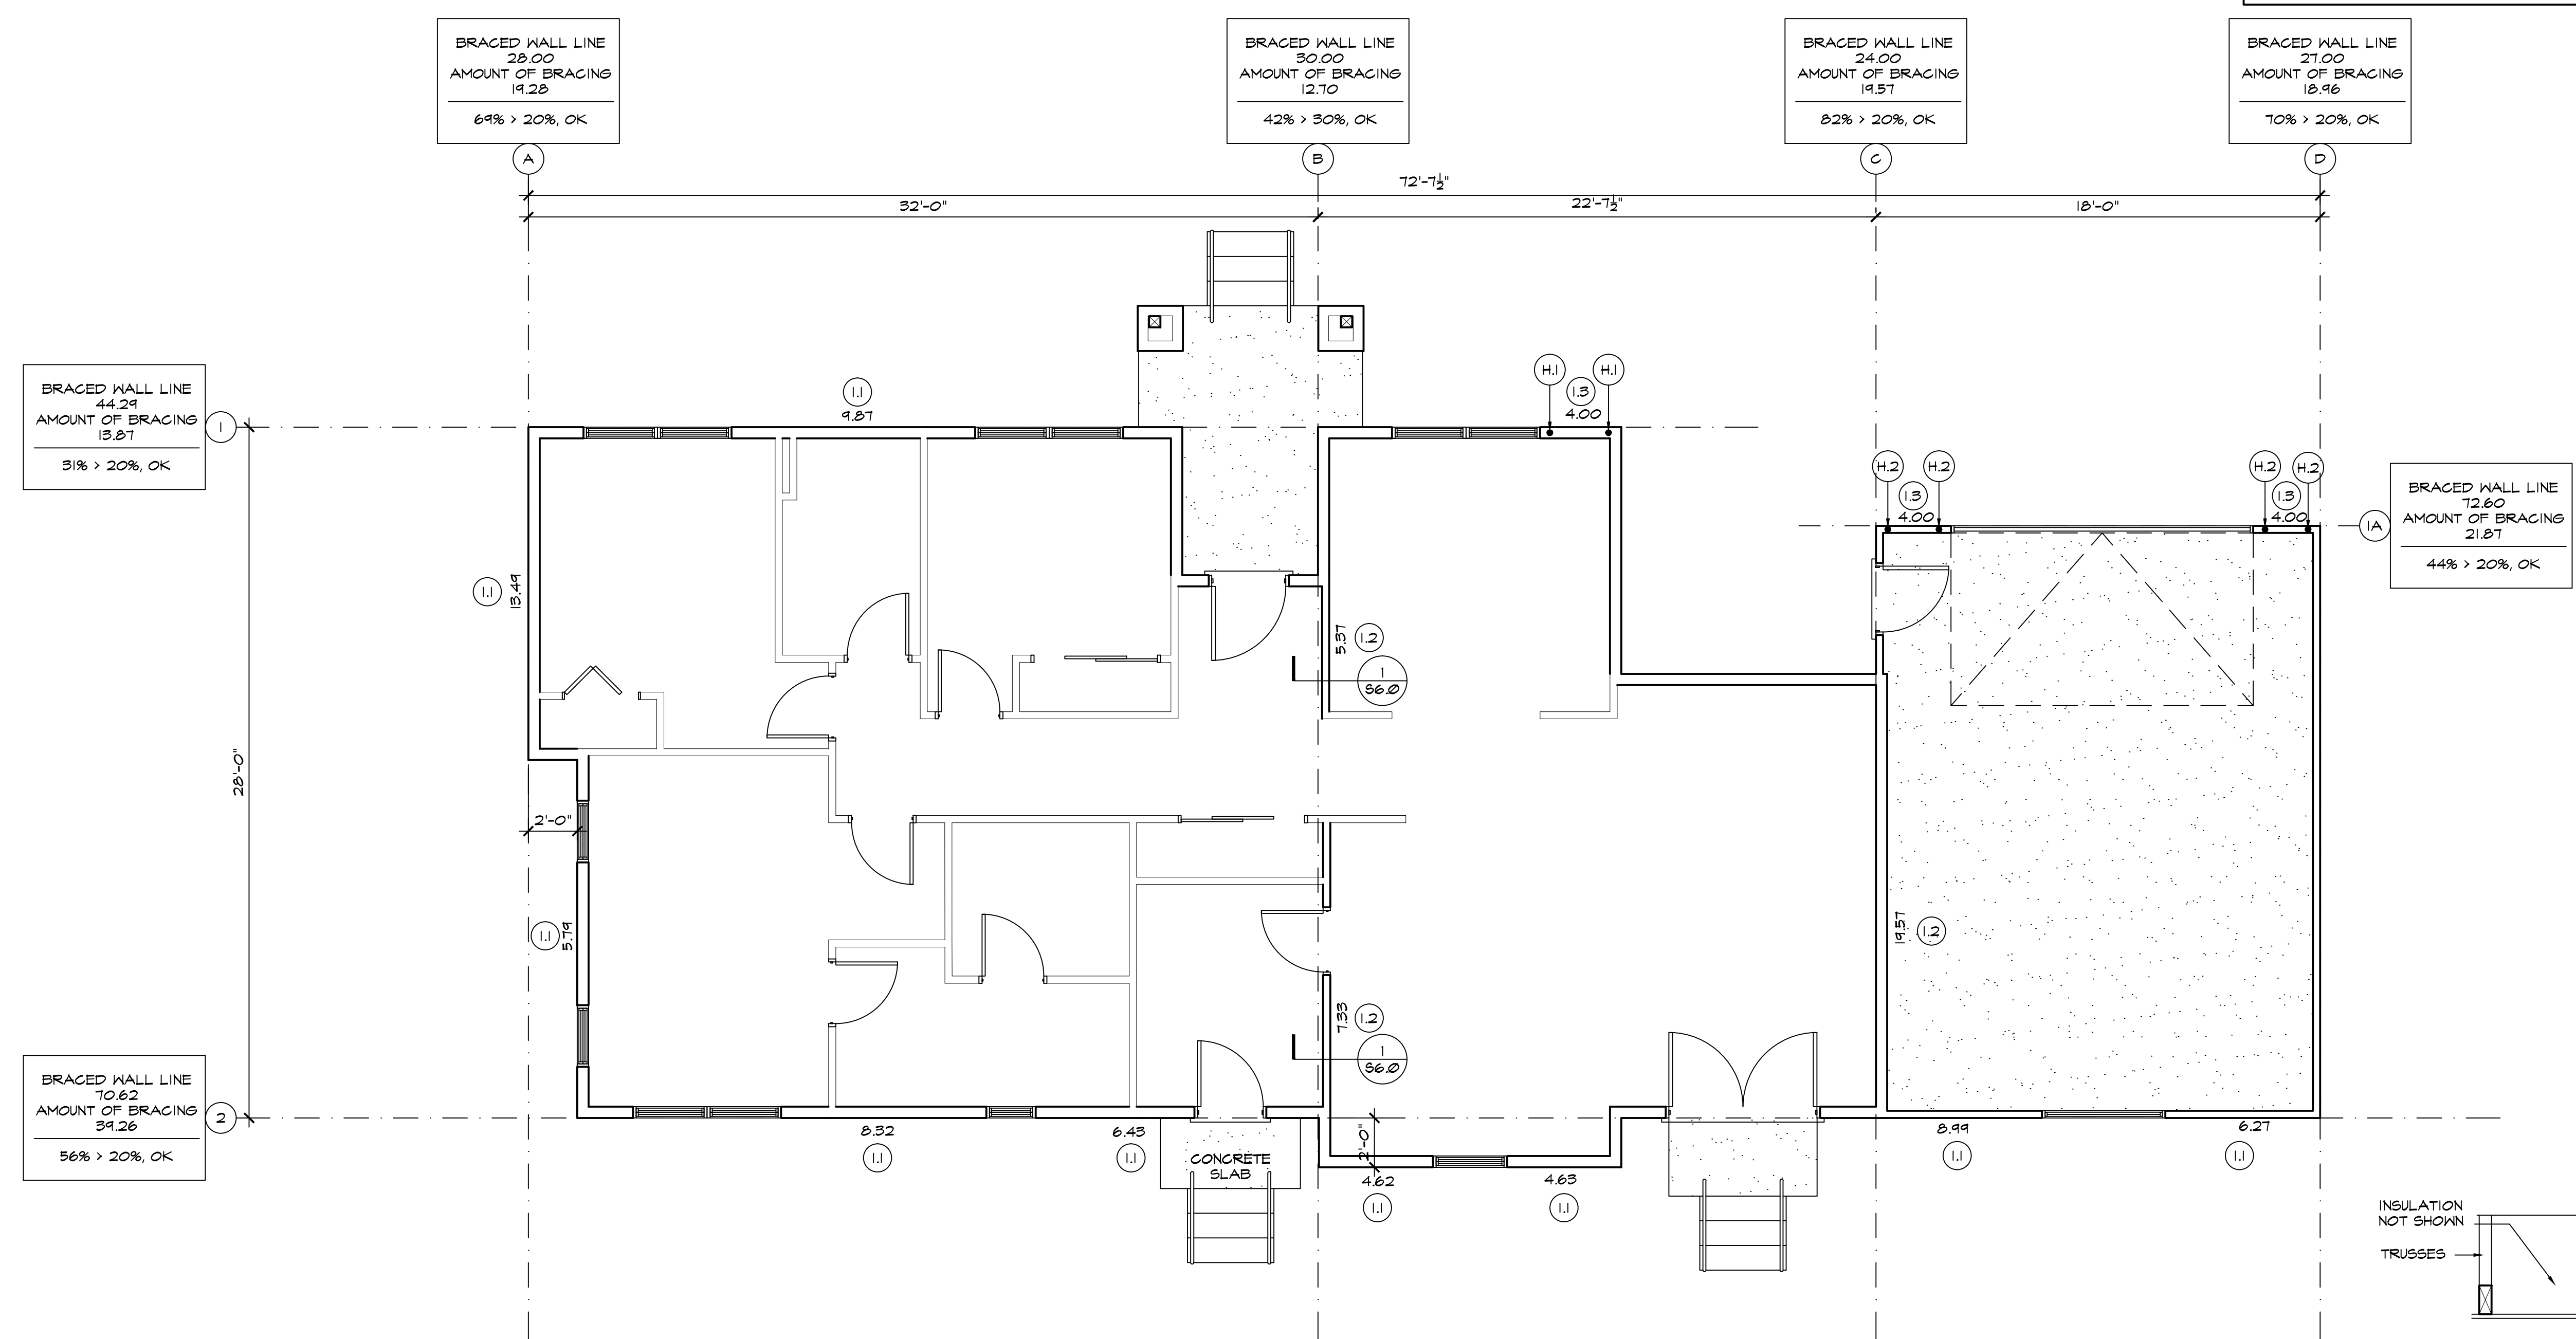 BRACED WALL LINE
28.00
AMOUNT OF BRACING
19.28
69% > 20%, OK
A
BRACED WALL LINE
30.00
AMOUNT OF BRACING
12.70
42% > 30%, OK
B
BRACED WALL LINE
24.00
AMOUNT OF BRACING
19.57
82% > 20%, OK
C
BRACED WALL LINE
27.00
AMOUNT OF BRACING
18.96
70% > 20%, OK
D
72'-7½"
32'-0"
22'-7½"
18'-0"
BRACED WALL LINE
44.29
AMOUNT OF BRACING
13.87
31% > 20%, OK
1
1.1
9.87
H.1
H.1
1.3
4.00
H.2
H.2
1.3
4.00
H.2
H.2
1.3
4.00
1A
BRACED WALL LINE
72.60
AMOUNT OF BRACING
21.87
44% > 20%, OK
1.1
13.49
5.37
1.2
1
S6.0
28'-0"
2'-0"
1.1
5.79
19.57
1.2
7.33
1.2
1
S6.0
BRACED WALL LINE
70.62
AMOUNT OF BRACING
39.26
56% > 20%, OK
2
8.32
1.1
6.43
1.1
CONCRETE
SLAB
2'-0"
4.62
1.1
4.63
1.1
8.99
1.1
6.27
1.1
INSULATION
NOT SHOWN
TRUSSES